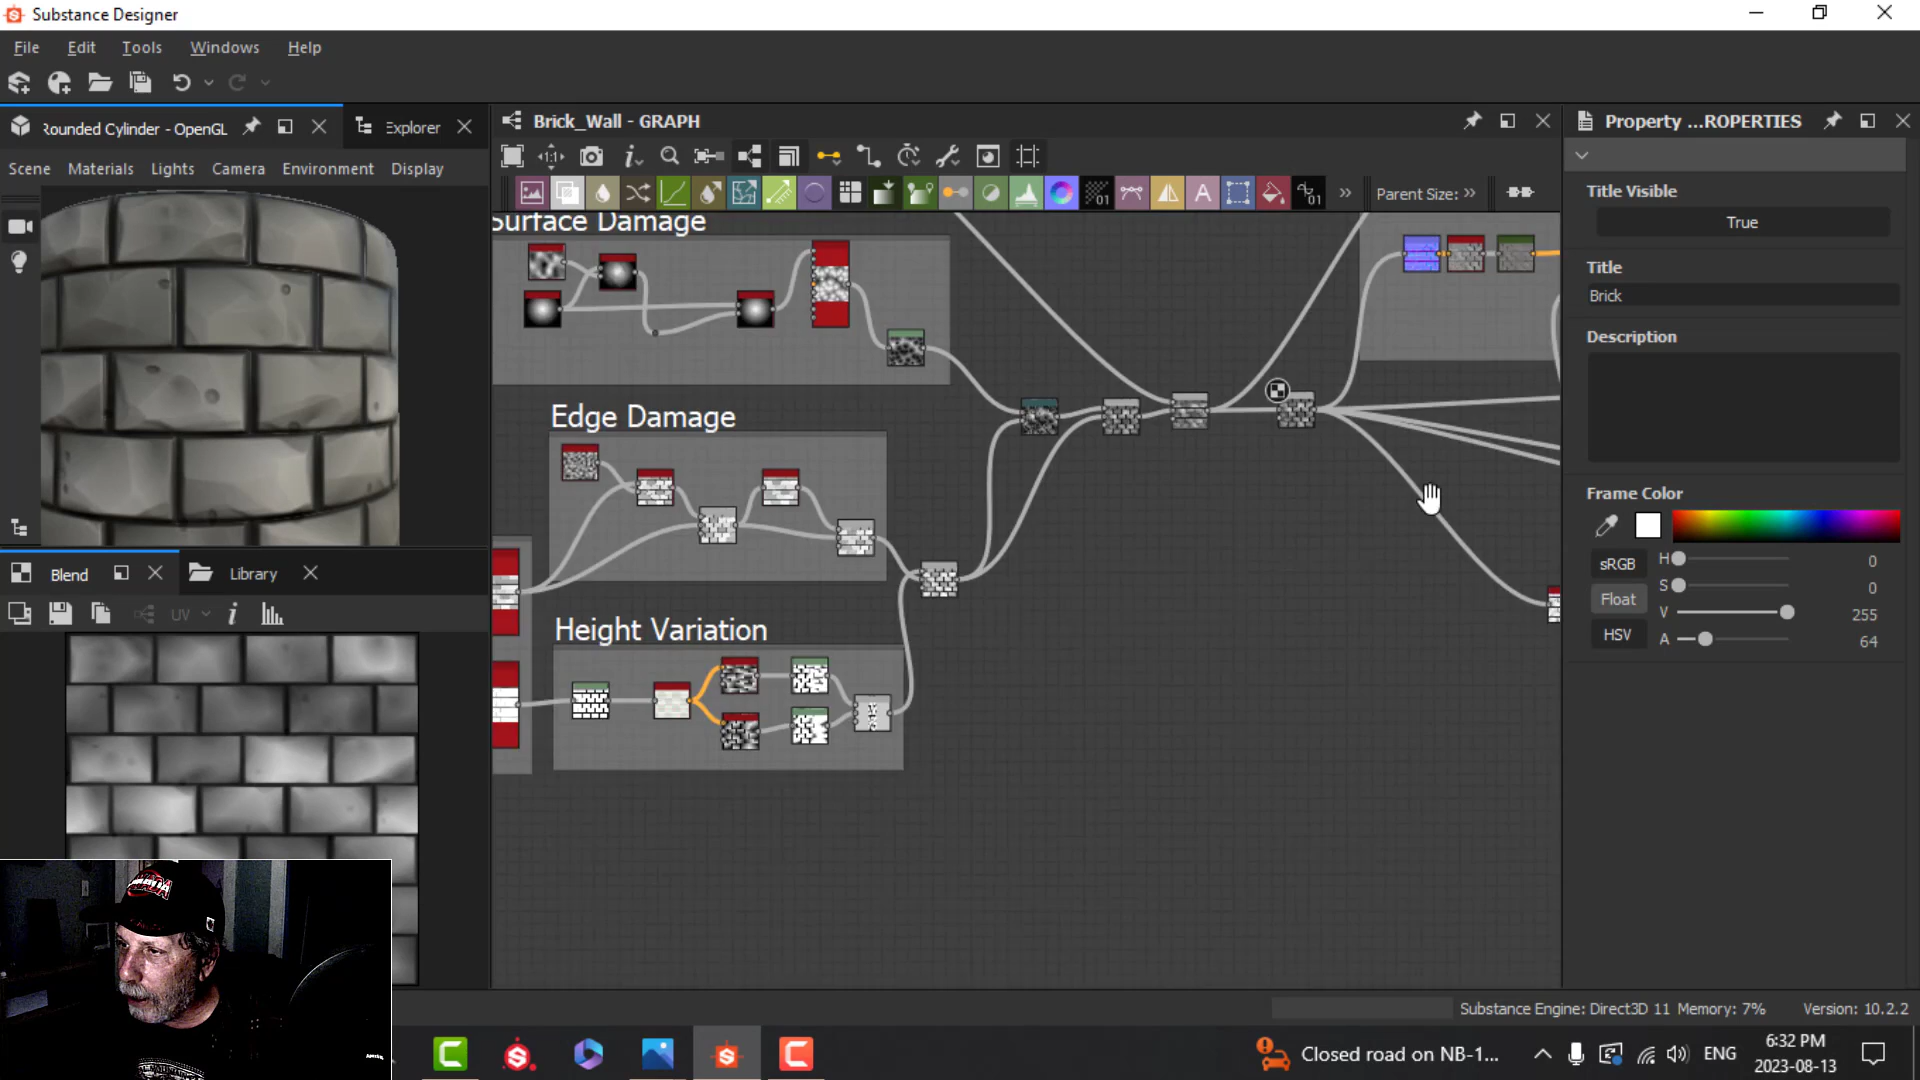 Substance Designer
File Edit Tools Windows Help
Rounded Cylinder - OpenGL Explorer
Scene Materials Lights Camera Environment Display
Blend Library
UV
Brick_Wall - GRAPH
Parent Size:
Surface Damage
Edge Damage
Height Variation
Property ...ROPERTIES
Title Visible
True
Title
Brick
Description
Frame Color
sRGB
Float
HSV
H 0
S 0
V 255
A 64
Substance Engine: Direct3D 11 Memory: 7% Version: 10.2.2
Closed road on NB-1...
ENG
6:32 PM
2023-08-13